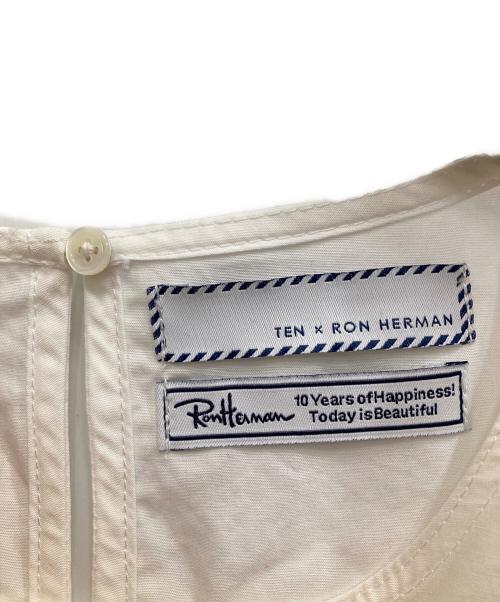 TEN × RON HERMAN
RonHerman
10 Years of Happiness!
Today is Beautiful